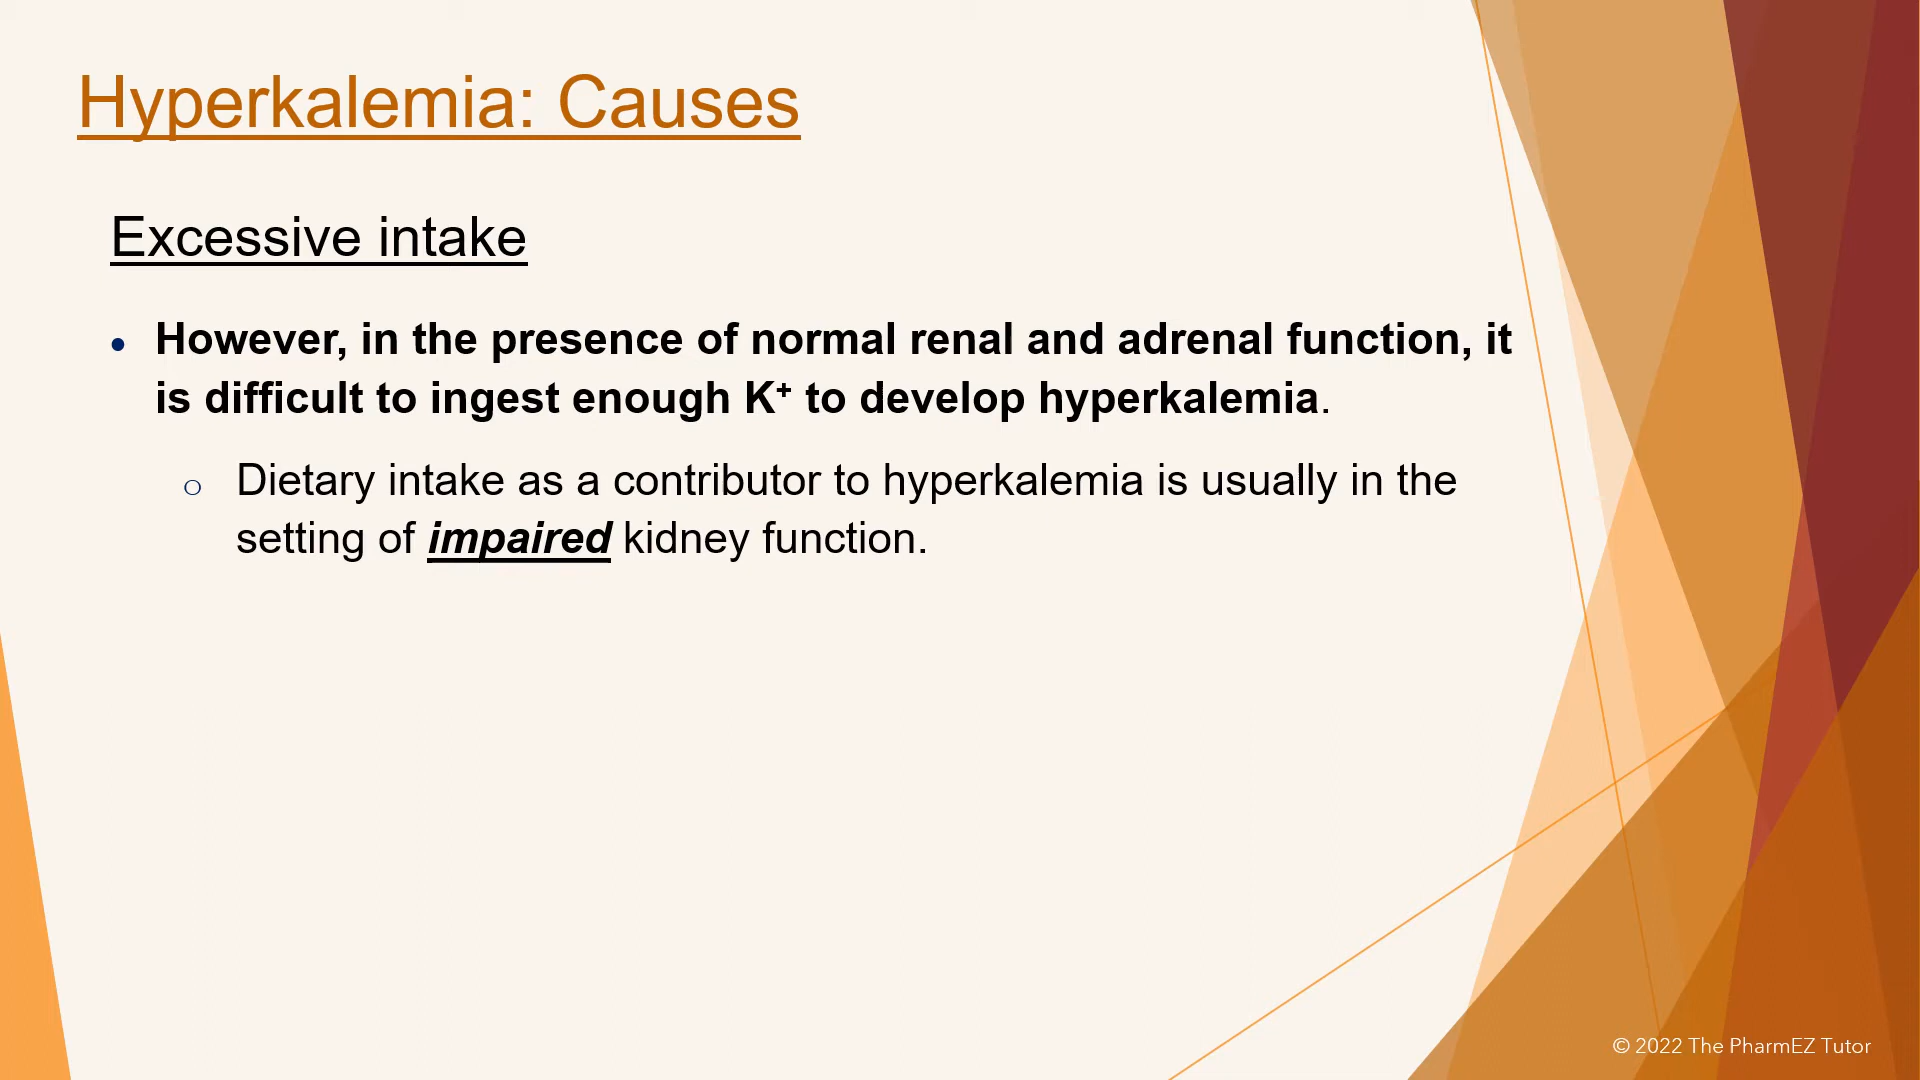 Hyperkalemia: Causes
Excessive intake
• However, in the presence of normal renal and adrenal function, it
is difficult to ingest enough K⁺ to develop hyperkalemia.
○ Dietary intake as a contributor to hyperkalemia is usually in the
setting of impaired kidney function.
© 2022 The PharmEZ Tutor